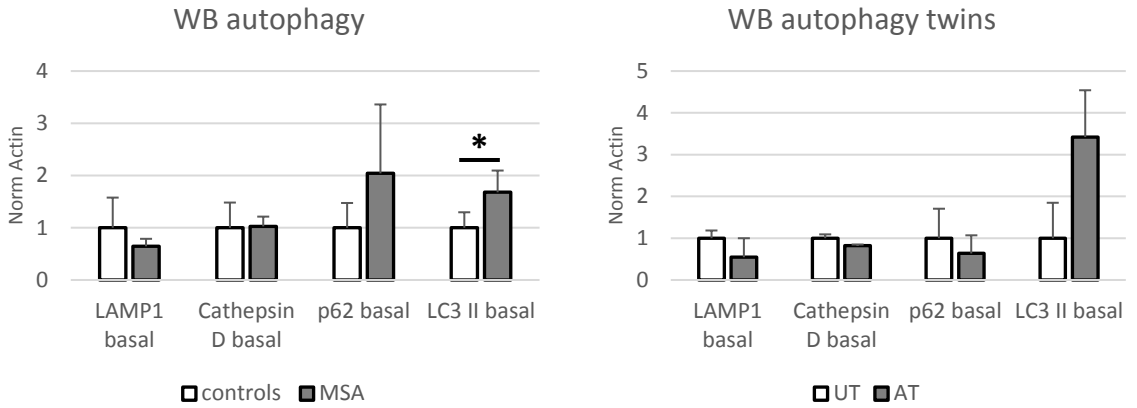 WB autophagy
4
3
2
1
0
Norm Actin
*
LAMP1 basal
Cathepsin D basal
p62 basal
LC3 II basal
controls MSA
WB autophagy twins
5
4
3
2
1
0
Norm Actin
LAMP1 basal
Cathepsin D basal
p62 basal
LC3 II basal
UT AT